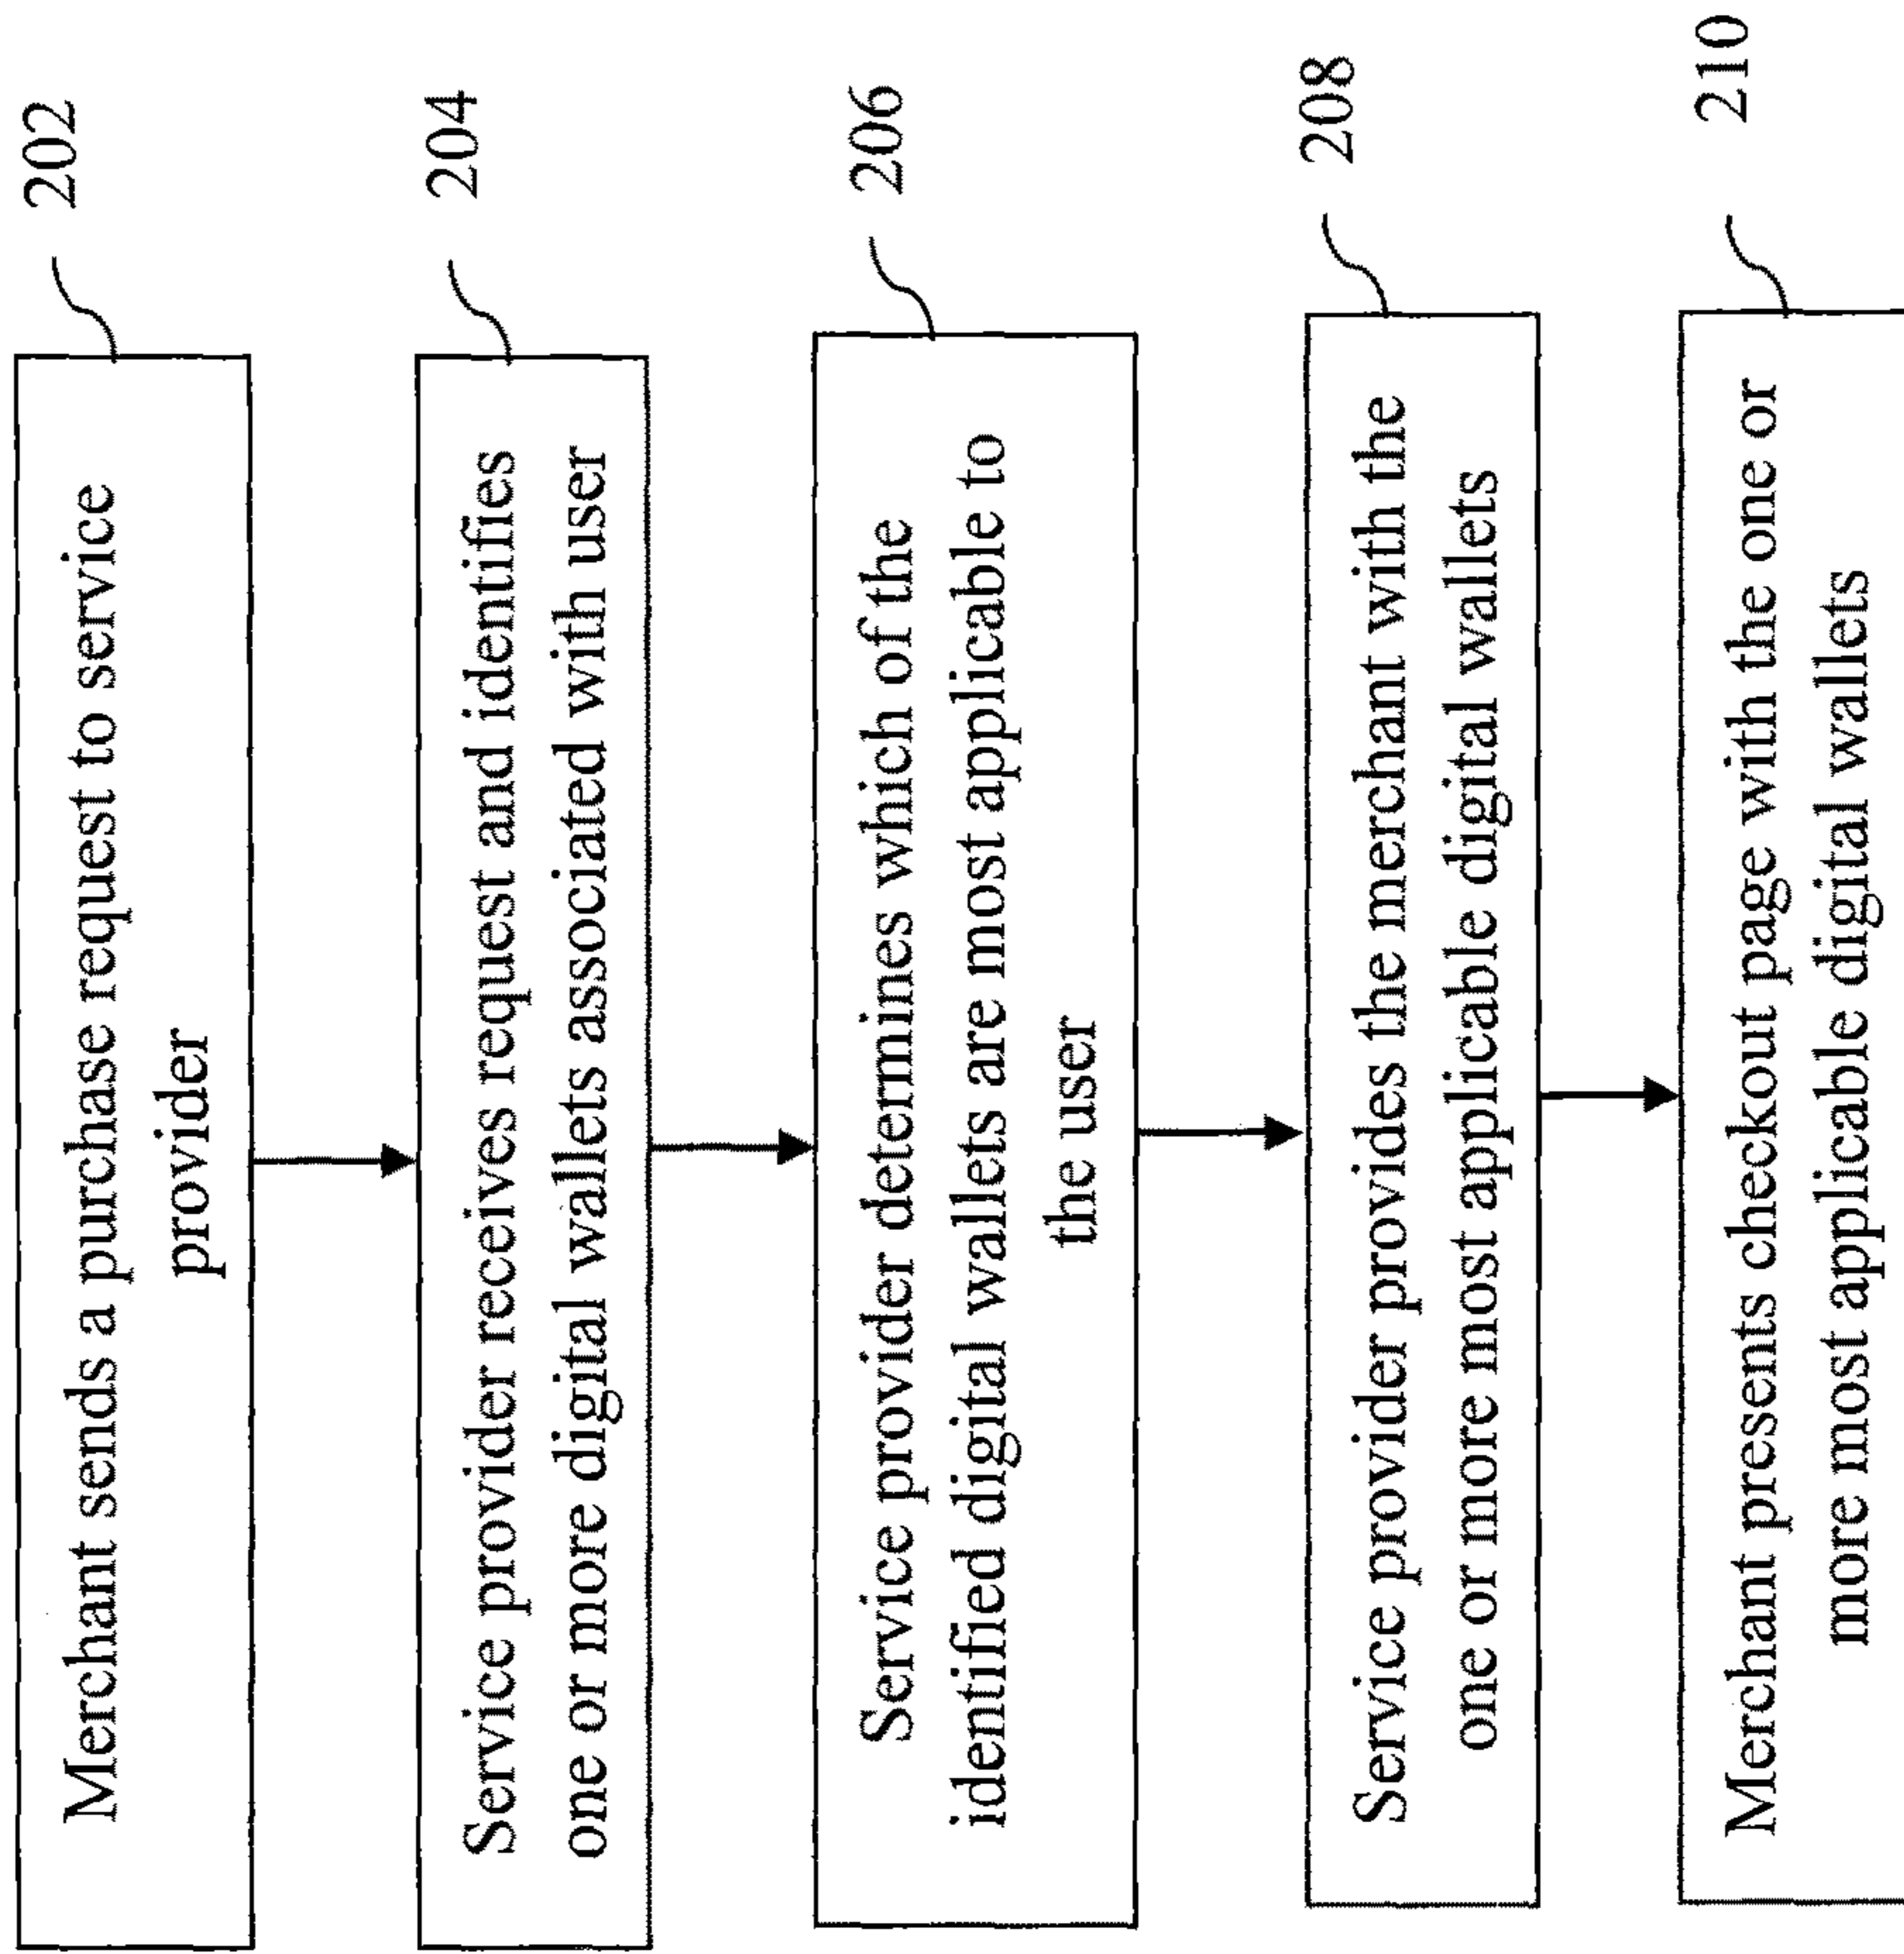 Merchant sends a purchase request to service
provider
202
Service provider receives request and identifies
one or more digital wallets associated with user
204
Service provider determines which of the
identified digital wallets are most applicable to
the user
206
Service provider provides the merchant with the
one or more most applicable digital wallets
208
Merchant presents checkout page with the one or
more most applicable digital wallets
210